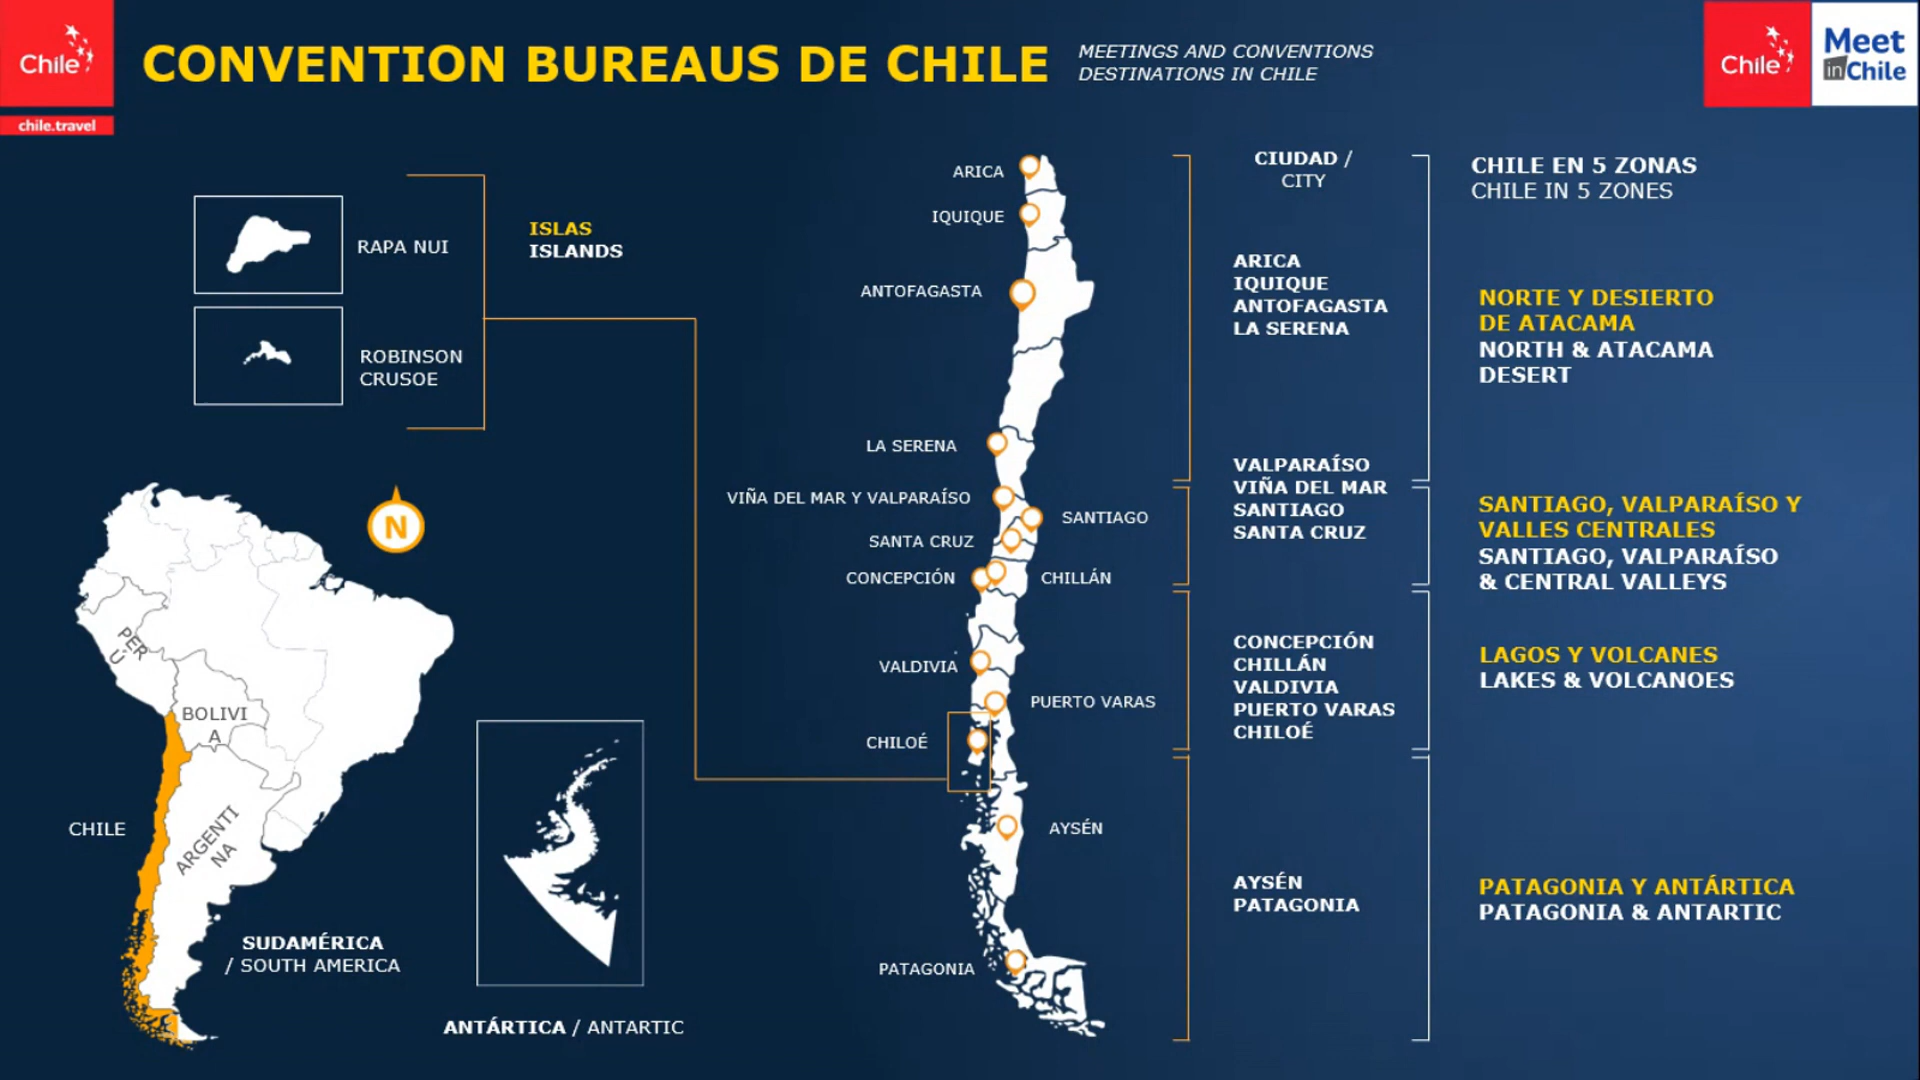 Chile
chile.travel
CONVENTION BUREAUS DE CHILE
MEETINGS AND CONVENTIONS
DESTINATIONS IN CHILE
Chile
Meet
in Chile
RAPA NUI
ROBINSON
CRUSOE
ISLAS
ISLANDS
N
PER
Ú
BOLIVI
A
ARGENTI
NA
CHILE
SUDAMÉRICA
/ SOUTH AMERICA
ANTÁRTICA / ANTARTIC
ARICA
IQUIQUE
ANTOFAGASTA
LA SERENA
VIÑA DEL MAR Y VALPARAÍSO
SANTIAGO
SANTA CRUZ
CONCEPCIÓN
CHILLÁN
VALDIVIA
PUERTO VARAS
CHILOÉ
AYSÉN
PATAGONIA
CIUDAD /
CITY
ARICA
IQUIQUE
ANTOFAGASTA
LA SERENA
VALPARAÍSO
VIÑA DEL MAR
SANTIAGO
SANTA CRUZ
CONCEPCIÓN
CHILLÁN
VALDIVIA
PUERTO VARAS
CHILOÉ
AYSÉN
PATAGONIA
CHILE EN 5 ZONAS
CHILE IN 5 ZONES
NORTE Y DESIERTO
DE ATACAMA
NORTH & ATACAMA
DESERT
SANTIAGO, VALPARAÍSO Y
VALLES CENTRALES
SANTIAGO, VALPARAÍSO
& CENTRAL VALLEYS
LAGOS Y VOLCANES
LAKES & VOLCANOES
PATAGONIA Y ANTÁRTICA
PATAGONIA & ANTARTIC